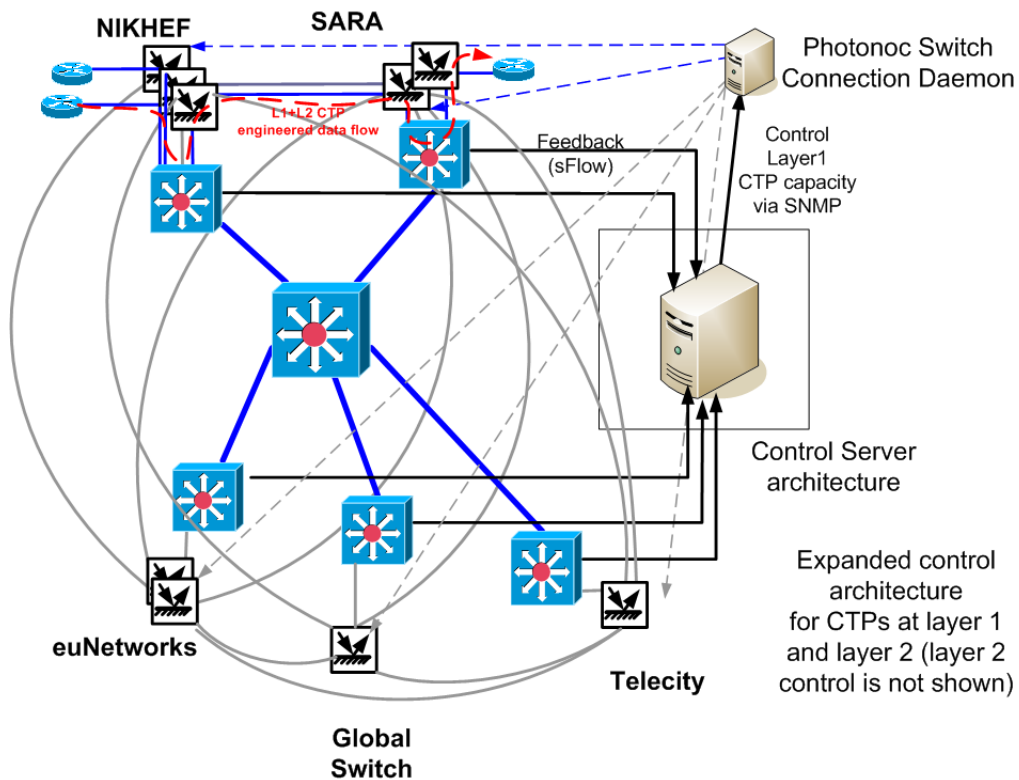 NIKHEF
SARA
Photonoc Switch
Connection Daemon
L1+L2 CTP
engineered data flow
Feedback
(sFlow)
Control
Layer1
CTP capacity
via SNMP
Control Server
architecture
Expanded control
architecture
for CTPs at layer 1
and layer 2 (layer 2
control is not shown)
euNetworks
Telecity
Global
Switch